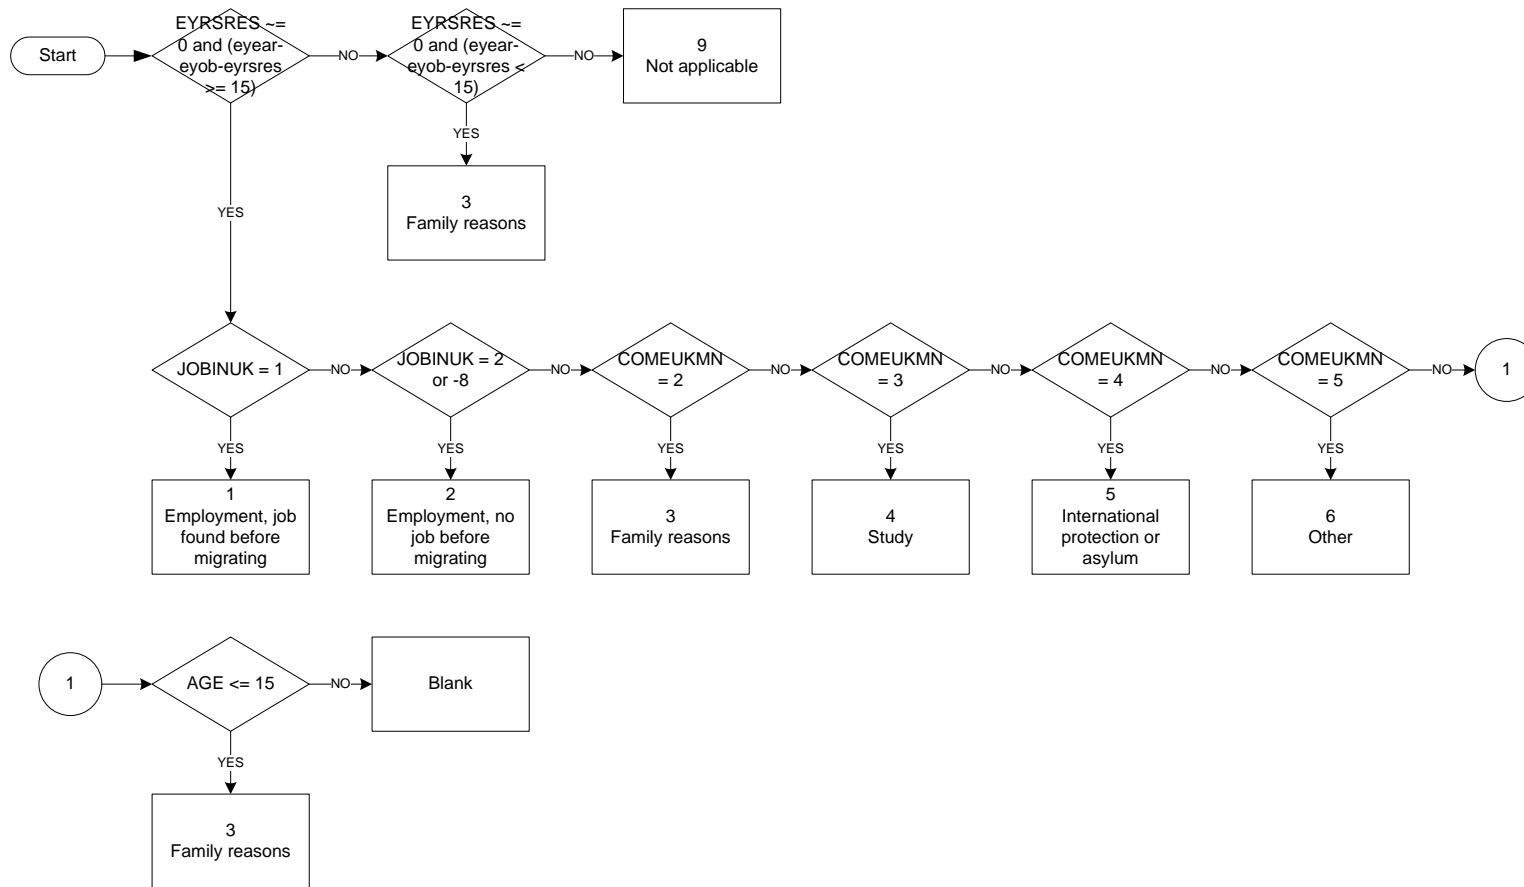 Start
EYRSRES ~=
0 and (eyear-
eyob-eyrsres
>= 15)
NO
EYRSRES ~=
0 and (eyear-
eyob-eyrsres <
15)
NO
9
Not applicable
YES
3
Family reasons
YES
JOBINUK = 1
NO
JOBINUK = 2
or -8
NO
COMEUKMN
= 2
NO
COMEUKMN
= 3
NO
COMEUKMN
= 4
NO
COMEUKMN
= 5
NO
1
YES
YES
YES
YES
YES
YES
1
Employment, job
found before
migrating
2
Employment, no
job before
migrating
3
Family reasons
4
Study
5
International
protection or
asylum
6
Other
1
AGE <= 15
NO
Blank
YES
3
Family reasons